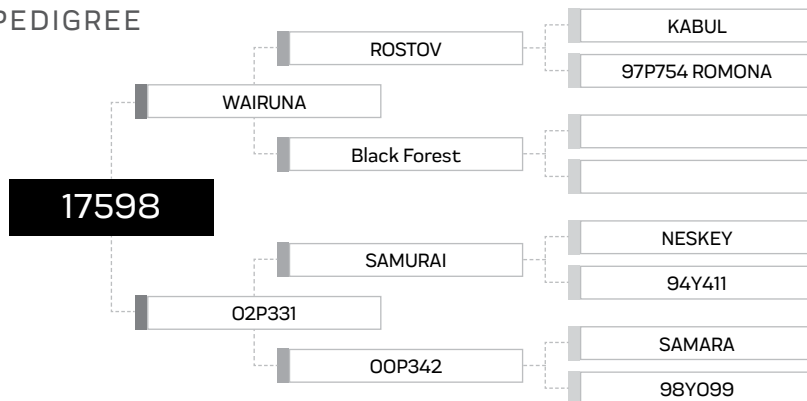 PEDIGREE
KABUL
ROSTOV
97P754 ROMONA
WAIRUNA
Black Forest
17598
NESKEY
SAMURAI
94Y411
02P331
SAMARA
00P342
98Y099